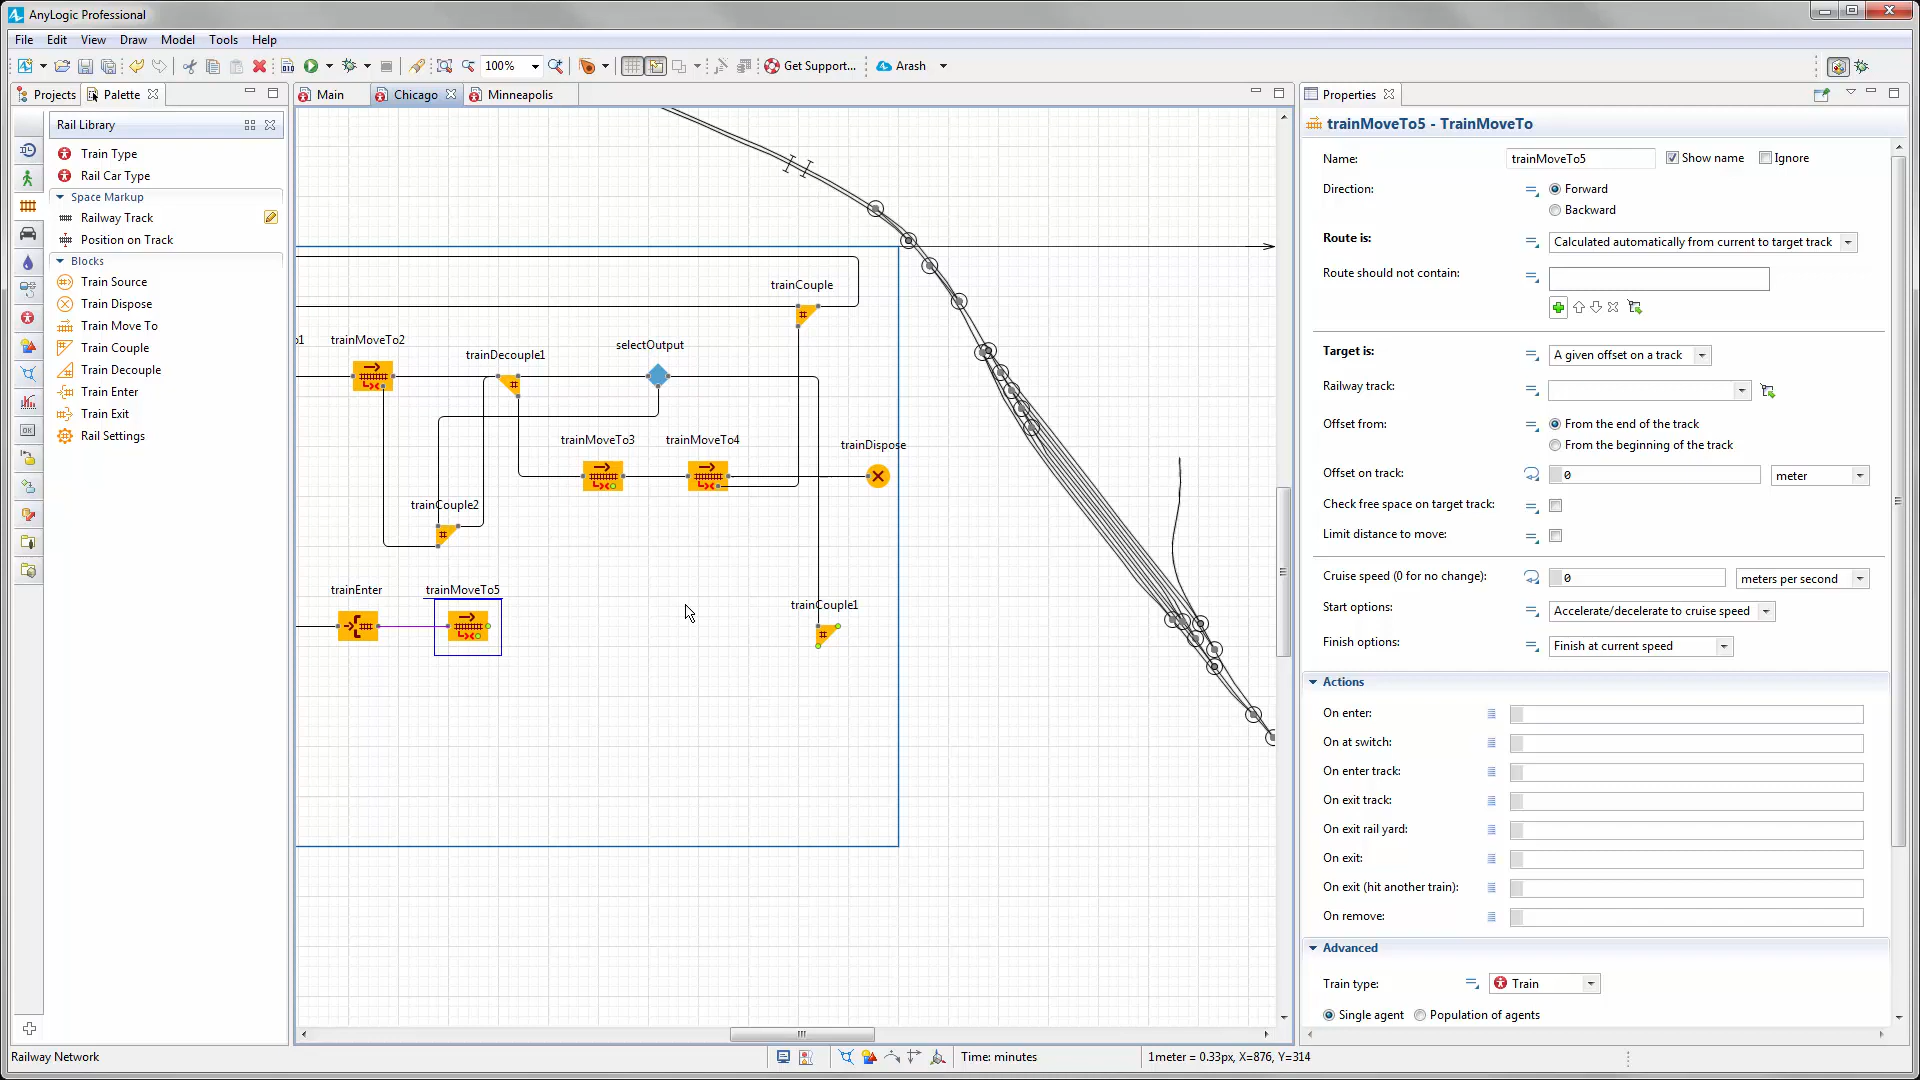 AnyLogic Professional
File Edit View Draw Model Tools Help
100% Get Support... Arash
Projects Palette
Main Chicago Minneapolis
Properties
Rail Library
Train Type
Rail Car Type
Space Markup
Railway Track
Position on Track
Blocks
Train Source
Train Dispose
Train Move To
Train Couple
Train Decouple
Train Enter
Train Exit
Rail Settings
trainCouple
o1 trainMoveTo2
trainDecouple1
selectOutput
trainMoveTo3 trainMoveTo4
trainDispose
trainCouple2
trainEnter trainMoveTo5
trainCouple1
trainMoveTo5 - TrainMoveTo
Name: trainMoveTo5 Show name Ignore
Direction: Forward
Backward
Route is: Calculated automatically from current to target track
Route should not contain:
Target is: A given offset on a track
Railway track:
Offset from: From the end of the track
From the beginning of the track
Offset on track: 0 meter
Check free space on target track:
Limit distance to move:
Cruise speed (0 for no change): 0 meters per second
Start options: Accelerate/decelerate to cruise speed
Finish options: Finish at current speed
Actions
On enter:
On at switch:
On enter track:
On exit track:
On exit rail yard:
On exit:
On exit (hit another train):
On remove:
Advanced
Train type: Train
Single agent Population of agents
Railway Network
Time: minutes
1meter = 0.33px, X=876, Y=314